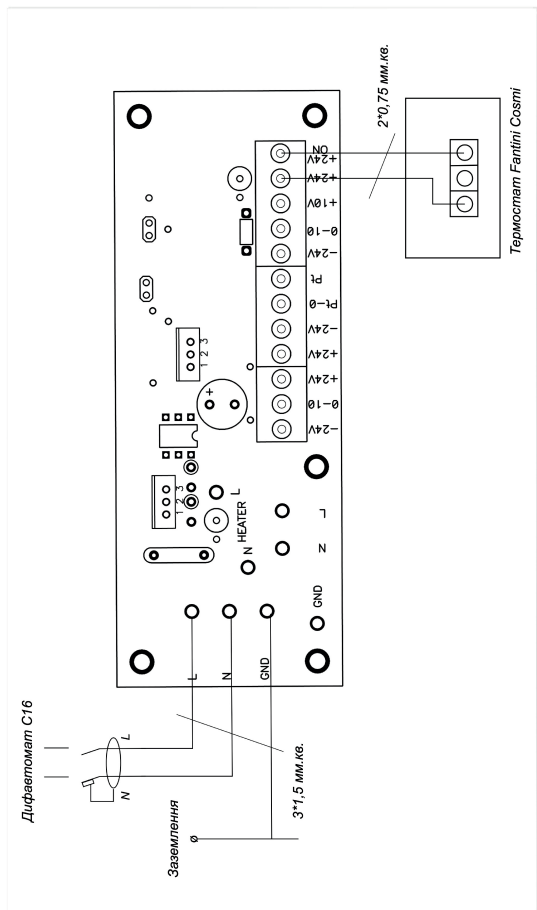 2*0,75 мм.кв.
Термостат Fantini Cosmi
ON
+24V
+24V
+10V
0-10
-24V
Pt
Pt-0
-24V
+24V
+24V
0-10
-24V
1 2 3
+
1 2 3
HEATER
N
L
L
N
GND
L
N
GND
Дифавтомат С16
L
N
3*1,5 мм.кв.
Заземлення